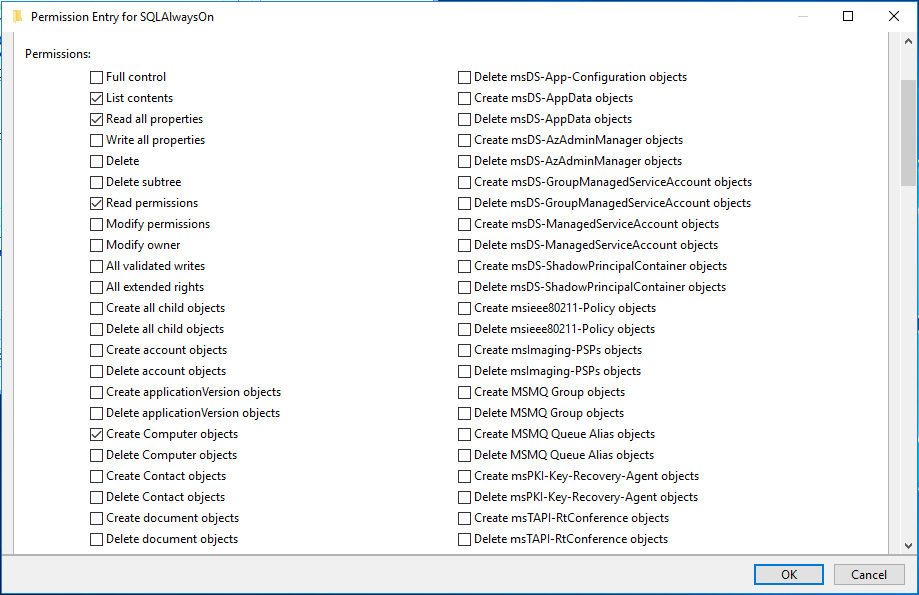 Permission Entry for SQLAlwaysOn
Permissions:
Full control
List contents
Read all properties
Write all properties
Delete
Delete subtree
Read permissions
Modify permissions
Modify owner
All validated writes
All extended rights
Create all child objects
Delete all child objects
Create account objects
Delete account objects
Create applicationVersion objects
Delete applicationVersion objects
Create Computer objects
Delete Computer objects
Create Contact objects
Delete Contact objects
Create document objects
Delete document objects
Delete msDS-App-Configuration objects
Create msDS-AppData objects
Delete msDS-AppData objects
Create msDS-AzAdminManager objects
Delete msDS-AzAdminManager objects
Create msDS-GroupManagedServiceAccount objects
Delete msDS-GroupManagedServiceAccount objects
Create msDS-ManagedServiceAccount objects
Delete msDS-ManagedServiceAccount objects
Create msDS-ShadowPrincipalContainer objects
Delete msDS-ShadowPrincipalContainer objects
Create msieee80211-Policy objects
Delete msieee80211-Policy objects
Create msImaging-PSPs objects
Delete msImaging-PSPs objects
Create MSMQ Group objects
Delete MSMQ Group objects
Create MSMQ Queue Alias objects
Delete MSMQ Queue Alias objects
Create msPKI-Key-Recovery-Agent objects
Delete msPKI-Key-Recovery-Agent objects
Create msTAPI-RtConference objects
Delete msTAPI-RtConference objects
OK
Cancel